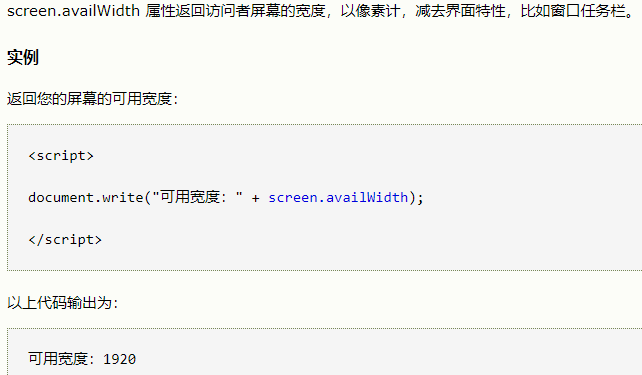 screen.availWidth 属性返回访问者屏幕的宽度，以像素计，减去界面特性，比如窗口任务栏。
实例
返回您的屏幕的可用宽度：
<script>
document.write("可用宽度：" + screen.availWidth);
</script>
以上代码输出为：
可用宽度：1920